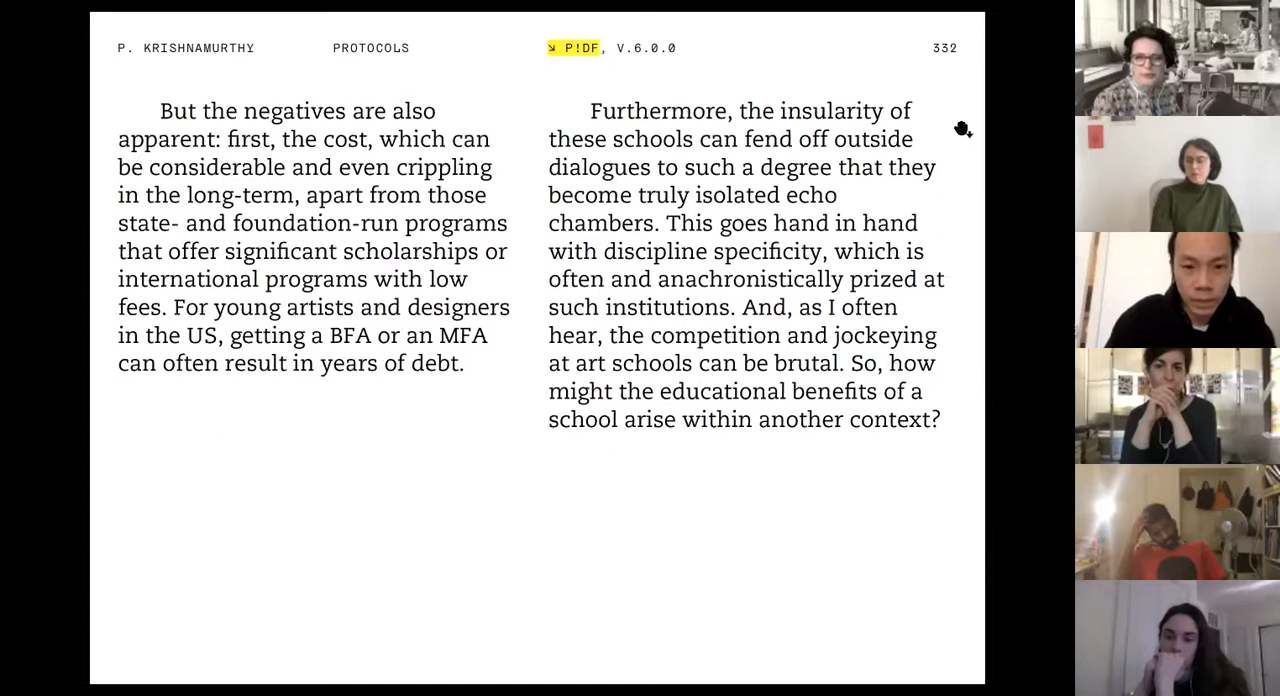 P. KRISHNAMURTHY PROTOCOLS ↘ P!DF, V.6.0.0 332
But the negatives are also
apparent: first, the cost, which can
be considerable and even crippling
in the long-term, apart from those
state- and foundation-run programs
that offer significant scholarships or
international programs with low
fees. For young artists and designers
in the US, getting a BFA or an MFA
can often result in years of debt.
Furthermore, the insularity of
these schools can fend off outside
dialogues to such a degree that they
become truly isolated echo
chambers. This goes hand in hand
with discipline specificity, which is
often and anachronistically prized at
such institutions. And, as I often
hear, the competition and jockeying
at art schools can be brutal. So, how
might the educational benefits of a
school arise within another context?